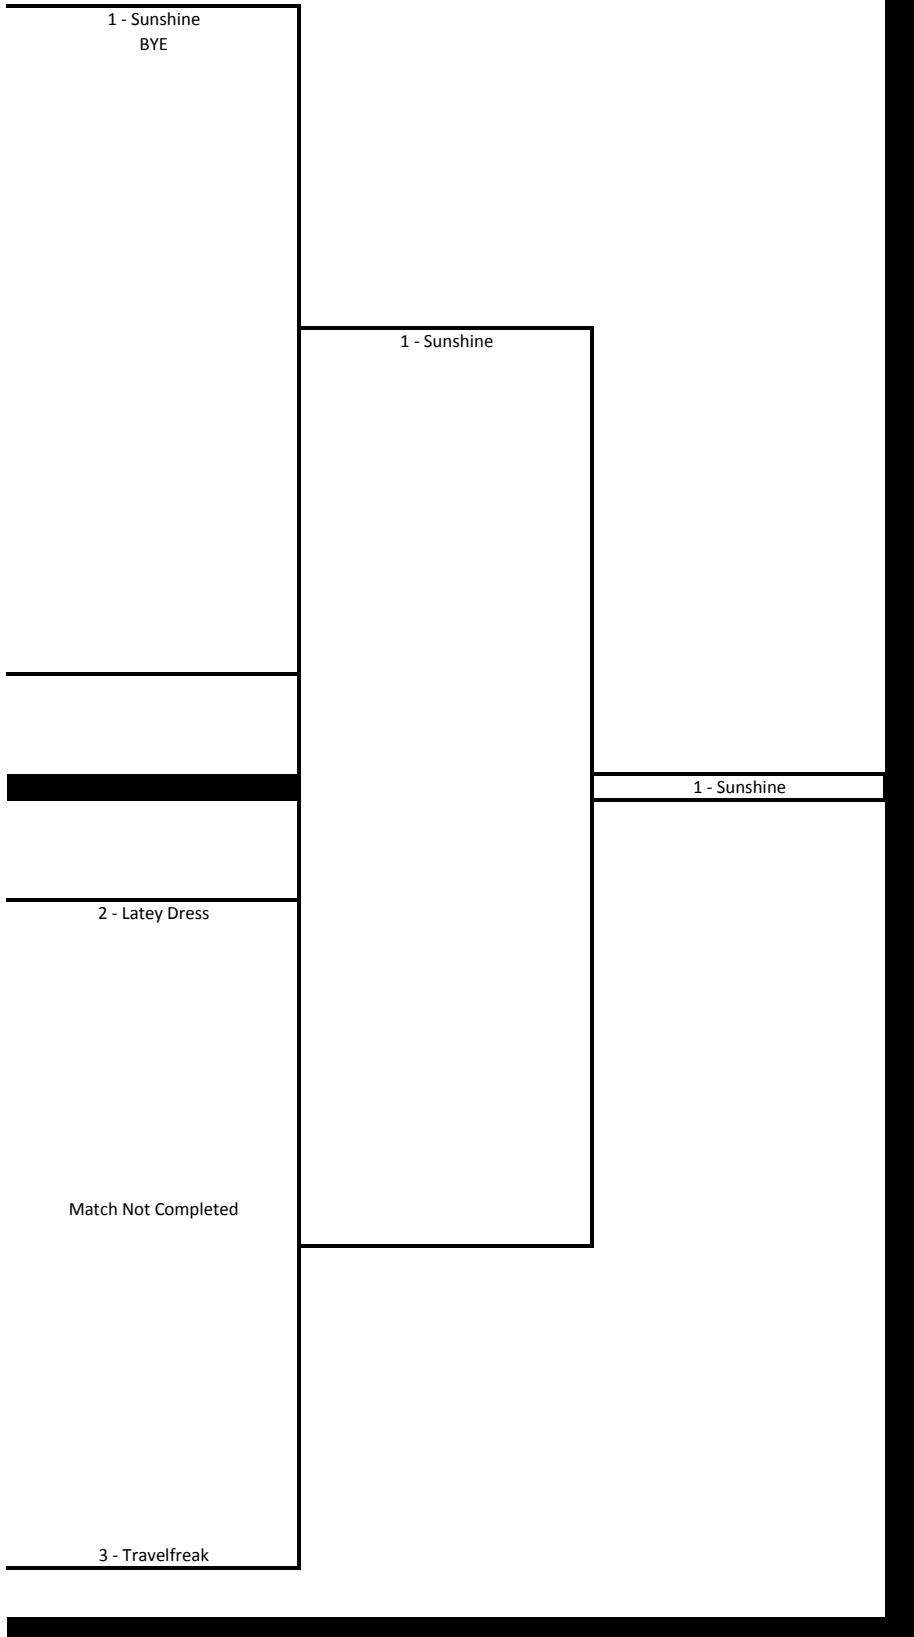 1 - Sunshine
BYE
1 - Sunshine
1 - Sunshine
2 - Latey Dress
Match Not Completed
3 - Travelfreak